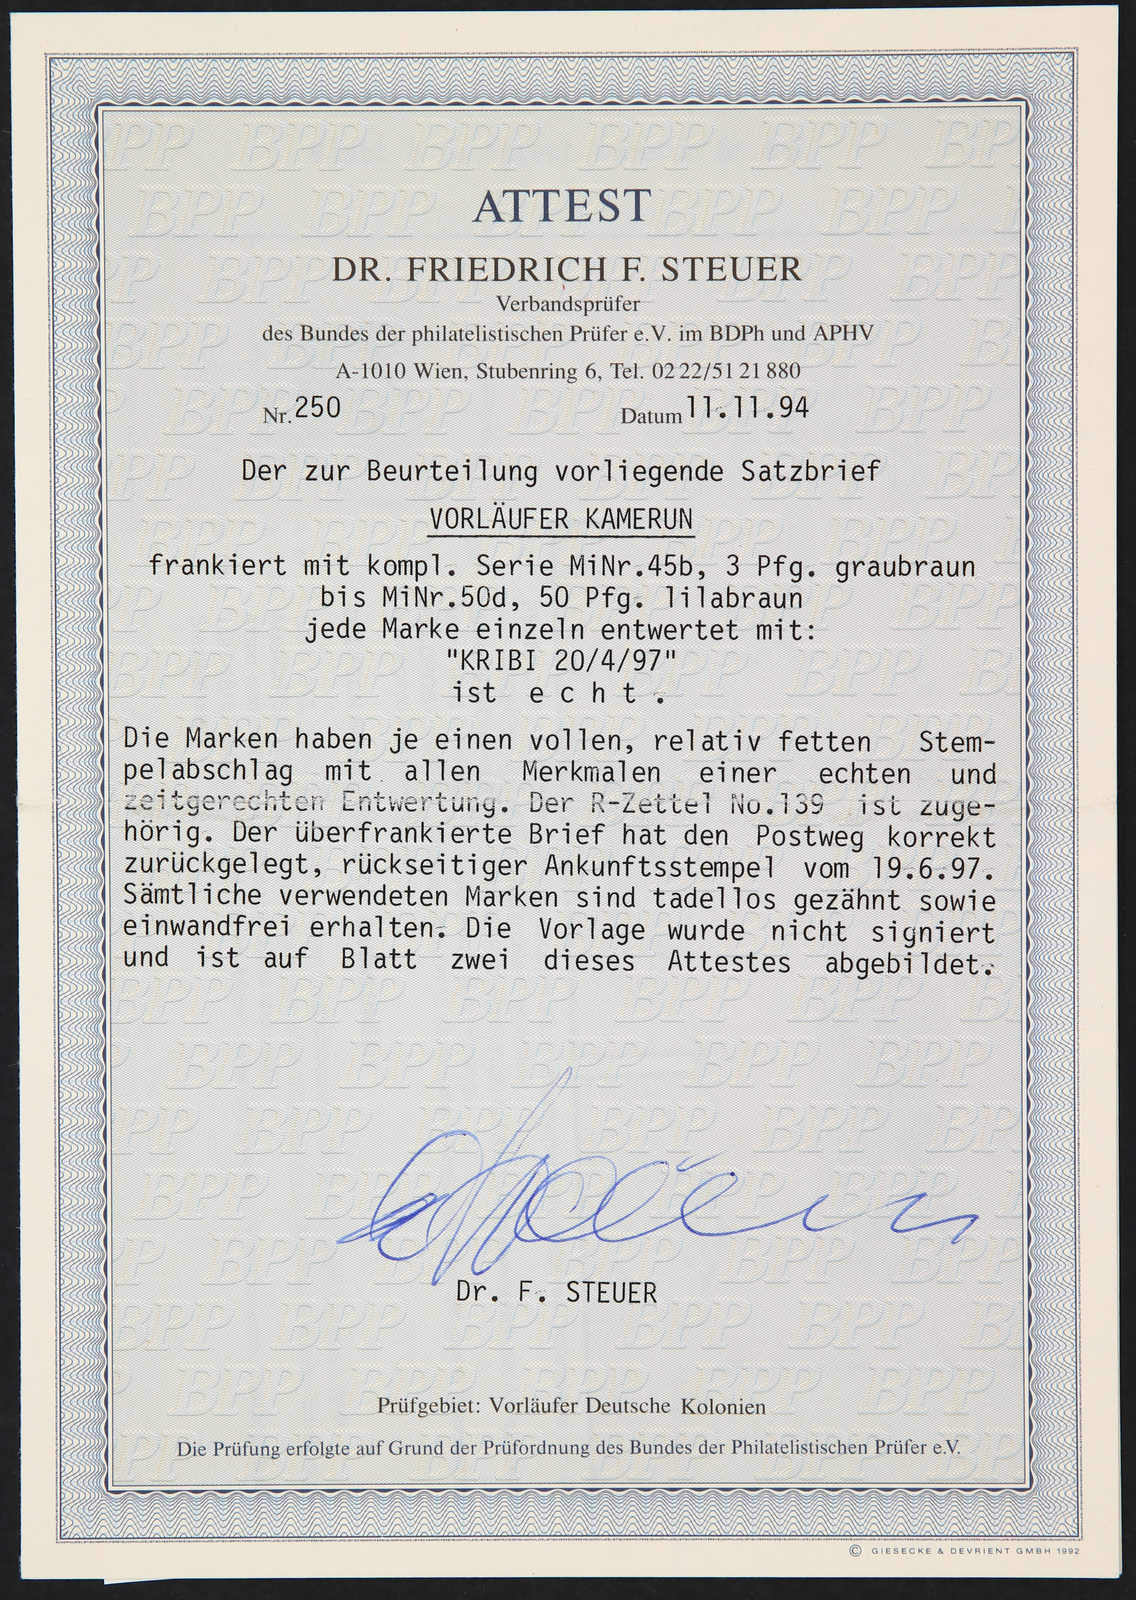 ATTEST
DR. FRIEDRICH F. STEUER
Verbandsprüfer
des Bundes der philatelistischen Prüfer e.V. im BDPh und APHV
A-1010 Wien, Stubenring 6, Tel. 02 22/51 21 880
Nr. 250 Datum 11.11.94
Der zur Beurteilung vorliegende Satzbrief
VORLÄUFER KAMERUN
frankiert mit kompl. Serie MiNr.45b, 3 Pfg. graubraun
bis MiNr.50d, 50 Pfg. lilabraun
jede Marke einzeln entwertet mit:
"KRIBI 20/4/97"
ist e c h t .
Die Marken haben je einen vollen, relativ fetten Stem-
pelabschlag mit allen Merkmalen einer echten und
zeitgerechten Entwertung. Der R-Zettel No.139 ist zuge-
hörig. Der überfrankierte Brief hat den Postweg korrekt
zurückgelegt, rückseitiger Ankunftsstempel vom 19.6.97.
Sämtliche verwendeten Marken sind tadellos gezähnt sowie
einwandfrei erhalten. Die Vorlage wurde nicht signiert
und ist auf Blatt zwei dieses Attestes abgebildet.
Dr. F. STEUER
Prüfgebiet: Vorläufer Deutsche Kolonien
Die Prüfung erfolgte auf Grund der Prüfordnung des Bundes der Philatelistischen Prüfer e.V.
© GIESECKE & DEVRIENT GMBH 1992